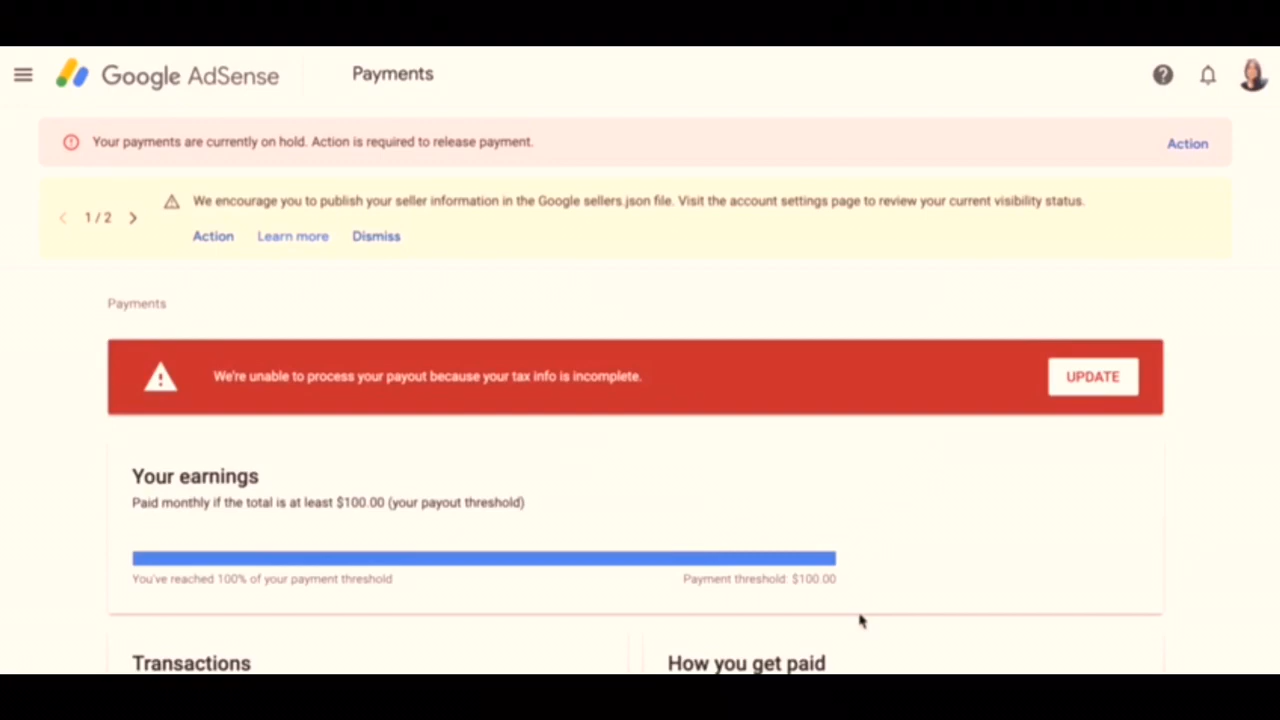 Google AdSense
Payments
Your payments are currently on hold. Action is required to release payment.
Action
1 / 2
We encourage you to publish your seller information in the Google sellers.json file. Visit the account settings page to review your current visibility status.
Action Learn more Dismiss
Payments
We're unable to process your payout because your tax info is incomplete.
UPDATE
Your earnings
Paid monthly if the total is at least $100.00 (your payout threshold)
You've reached 100% of your payment threshold
Payment threshold: $100.00
Transactions
How you get paid